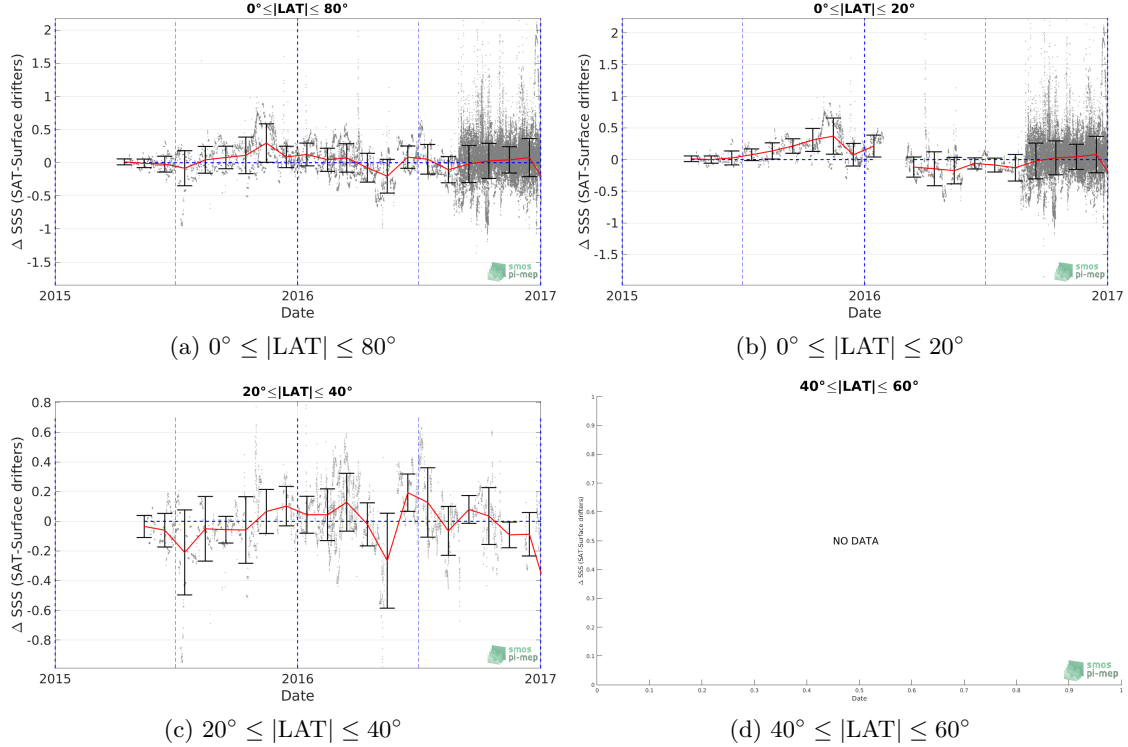 0°≤|LAT|≤ 80°
Δ SSS (SAT-Surface drifters)
2
1.5
1
0.5
0
-0.5
-1
-1.5
2015
2016
2017
Date
smos
pi-mep
(a) 0° ≤ |LAT| ≤ 80°
0°≤|LAT|≤ 20°
Δ SSS (SAT-Surface drifters)
2
1.5
1
0.5
0
-0.5
-1
-1.5
2015
2016
2017
Date
smos
pi-mep
(b) 0° ≤ |LAT| ≤ 20°
20°≤|LAT|≤ 40°
Δ SSS (SAT-Surface drifters)
0.8
0.6
0.4
0.2
0
-0.2
-0.4
-0.6
-0.8
2015
2016
2017
Date
smos
pi-mep
(c) 20° ≤ |LAT| ≤ 40°
40°≤|LAT|≤ 60°
Δ SSS (SAT-Surface drifters)
1
0.9
0.8
0.7
0.6
0.5
0.4
0.3
0.2
0.1
0
NO DATA
0 0.1 0.2 0.3 0.4 0.5 0.6 0.7 0.8 0.9 1
Date
smos
pi-mep
(d) 40° ≤ |LAT| ≤ 60°